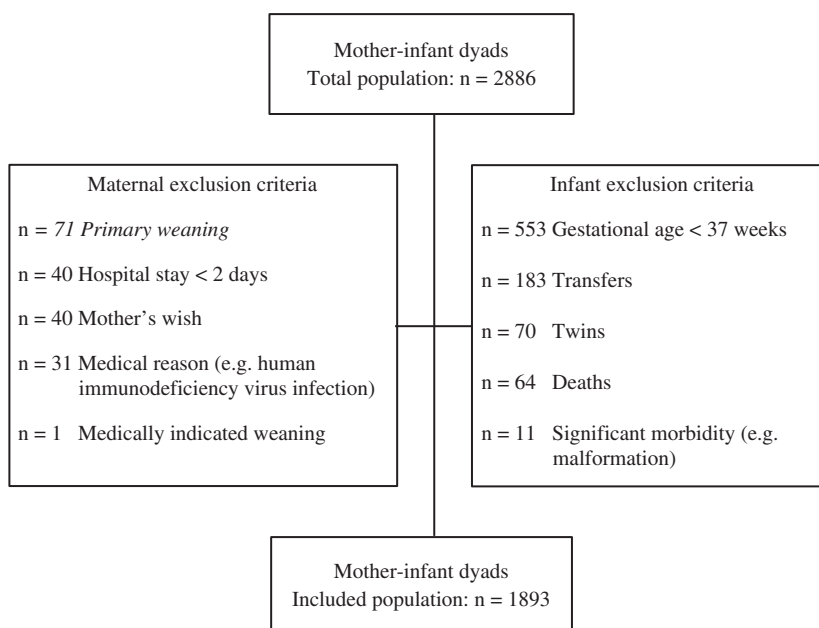 Mother-infant dyads
Total population: n = 2886
Maternal exclusion criteria
n = 71 Primary weaning
n = 40 Hospital stay < 2 days
n = 40 Mother's wish
n = 31 Medical reason (e.g. human
immunodeficiency virus infection)
n = 1 Medically indicated weaning
Infant exclusion criteria
n = 553 Gestational age < 37 weeks
n = 183 Transfers
n = 70 Twins
n = 64 Deaths
n = 11 Significant morbidity (e.g.
malformation)
Mother-infant dyads
Included population: n = 1893